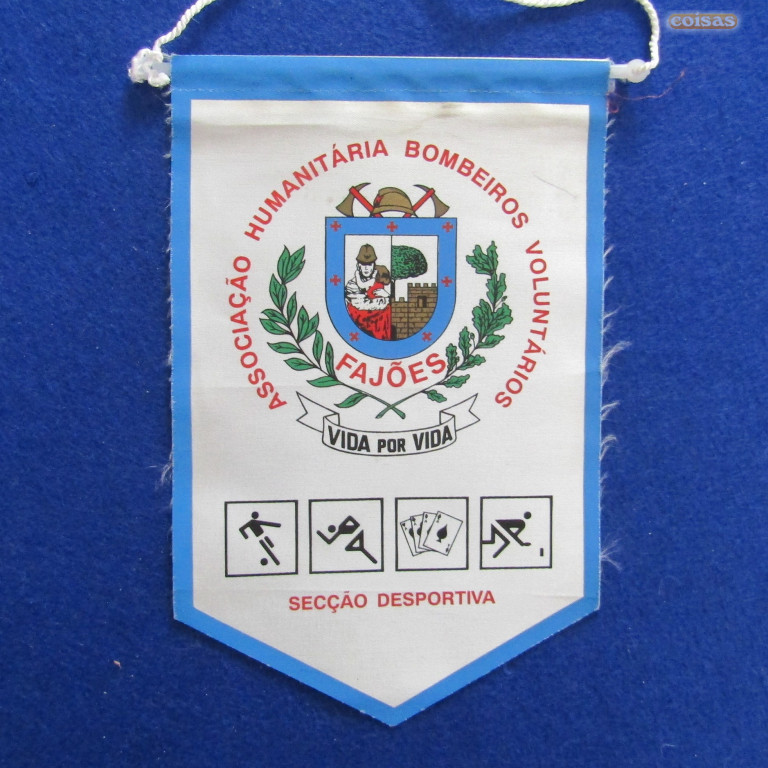 coisas
ASSOCIAÇÃO HUMANITÁRIA BOMBEIROS VOLUNTÁRIOS
FAJÕES
VIDA POR VIDA
SECÇÃO DESPORTIVA